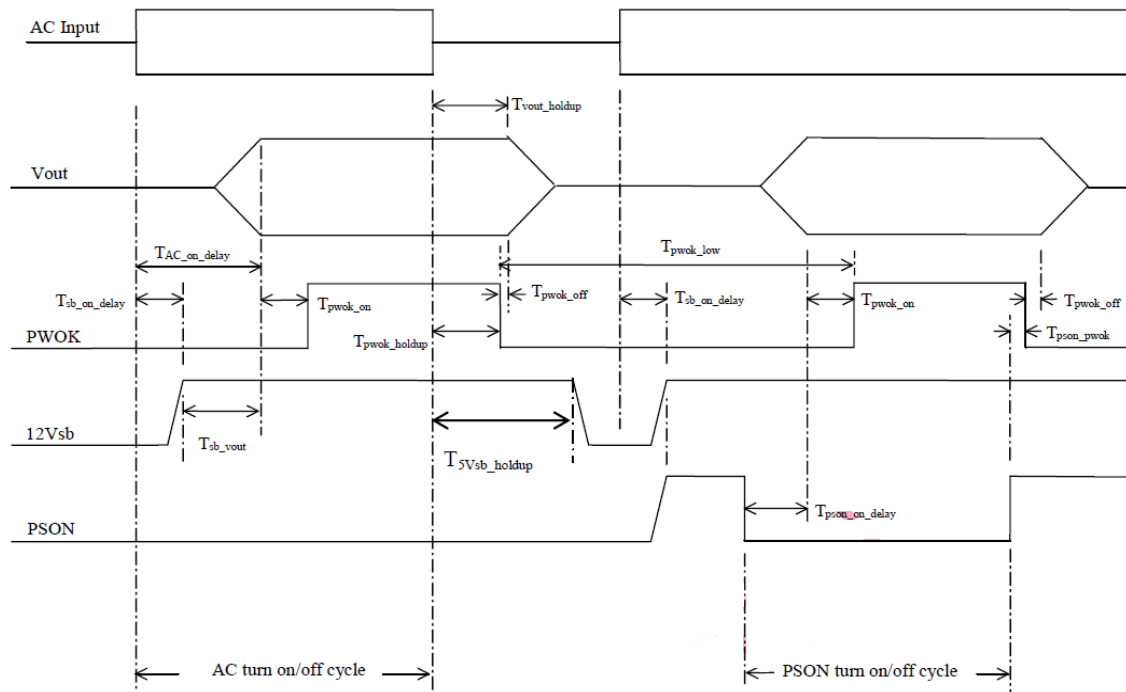 AC Input
Tvout_holdup
Vout
TAC_on_delay
Tpwok_low
Tsb_on_delay
Tpwok_on
Tpwok_off
Tsb_on_delay
Tpwok_on
Tpwok_off
PWOK
Tpwok_holdup
Tpson_pwok
12Vsb
Tsb_vout
T5Vsb_holdup
PSON
Tpson_on_delay
AC turn on/off cycle
PSON turn on/off cycle